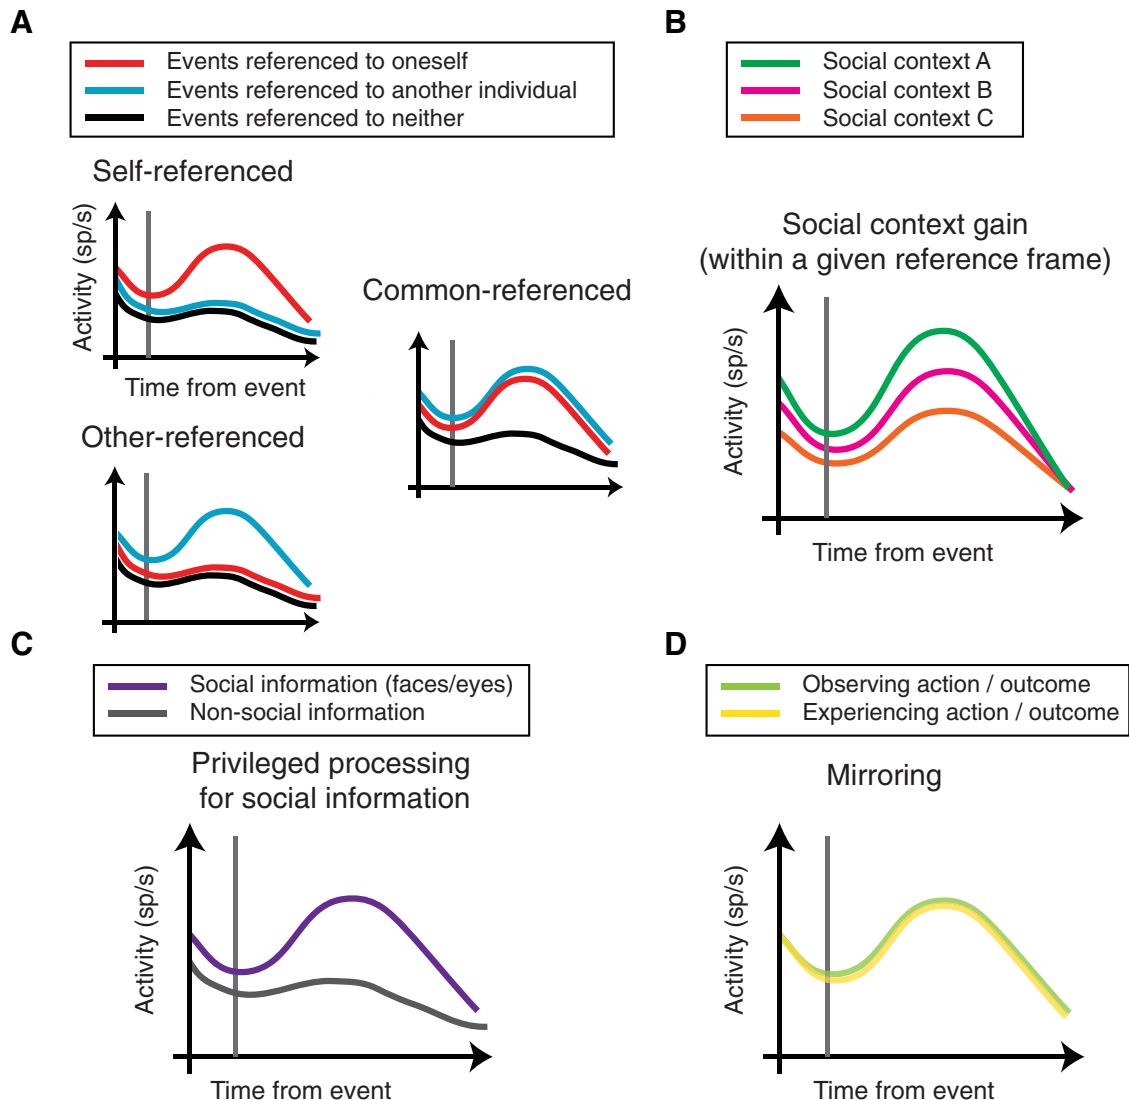 A
Events referenced to oneself
Events referenced to another individual
Events referenced to neither
Self-referenced
Activity (sp/s)
Time from event
Common-referenced
Other-referenced
B
Social context A
Social context B
Social context C
Social context gain
(within a given reference frame)
Activity (sp/s)
Time from event
C
Social information (faces/eyes)
Non-social information
Privileged processing
for social information
Activity (sp/s)
Time from event
D
Observing action / outcome
Experiencing action / outcome
Mirroring
Activity (sp/s)
Time from event